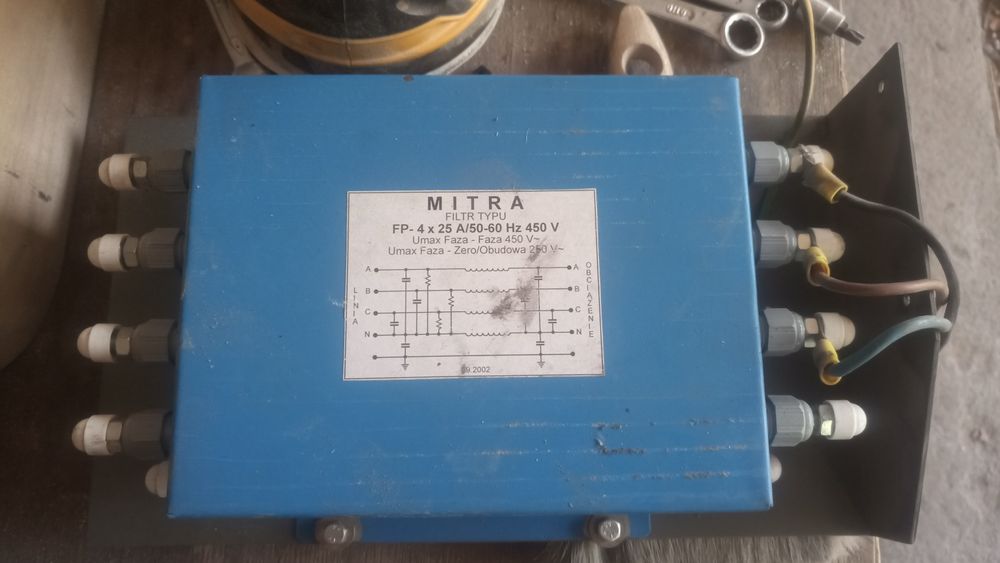 MITRA
FILTR TYPU
FP- 4 x 25 A/50-60 Hz 450 V
Umax Faza - Faza 450 V~
Umax Faza - Zero/Obudowa 250 V~
A
A
B
B
C
C
N
N
LINIA
OBCIĄŻENIE
09.2002